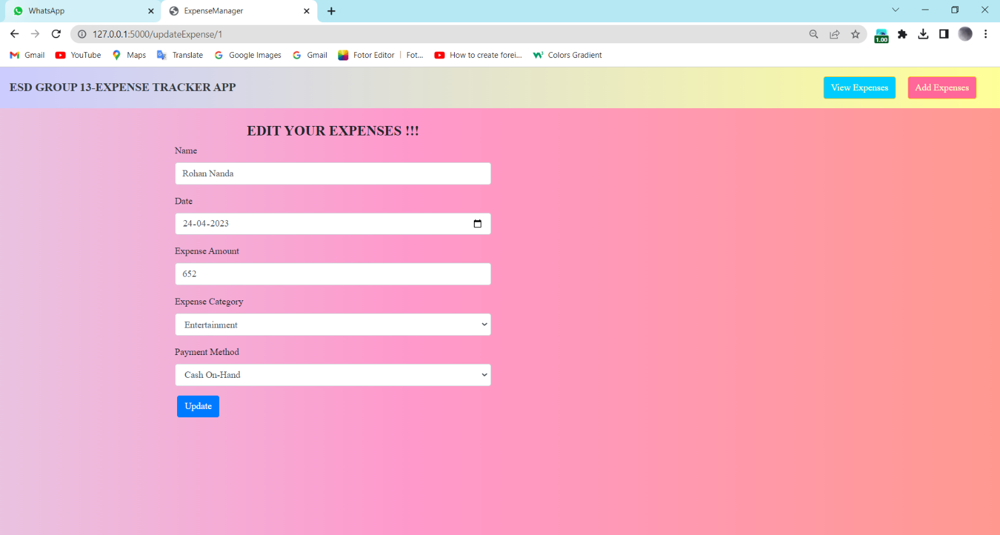 WhatsApp
ExpenseManager
127.0.0.1:5000/updateExpense/1
1.00
Gmail
YouTube
Maps
Translate
Google Images
Gmail
Fotor Editor | Fot...
How to create forei...
Colors Gradient
ESD GROUP 13-EXPENSE TRACKER APP
View Expenses
Add Expenses
EDIT YOUR EXPENSES !!!
Name
Rohan Nanda
Date
24-04-2023
Expense Amount
652
Expense Category
Entertainment
Payment Method
Cash On-Hand
Update